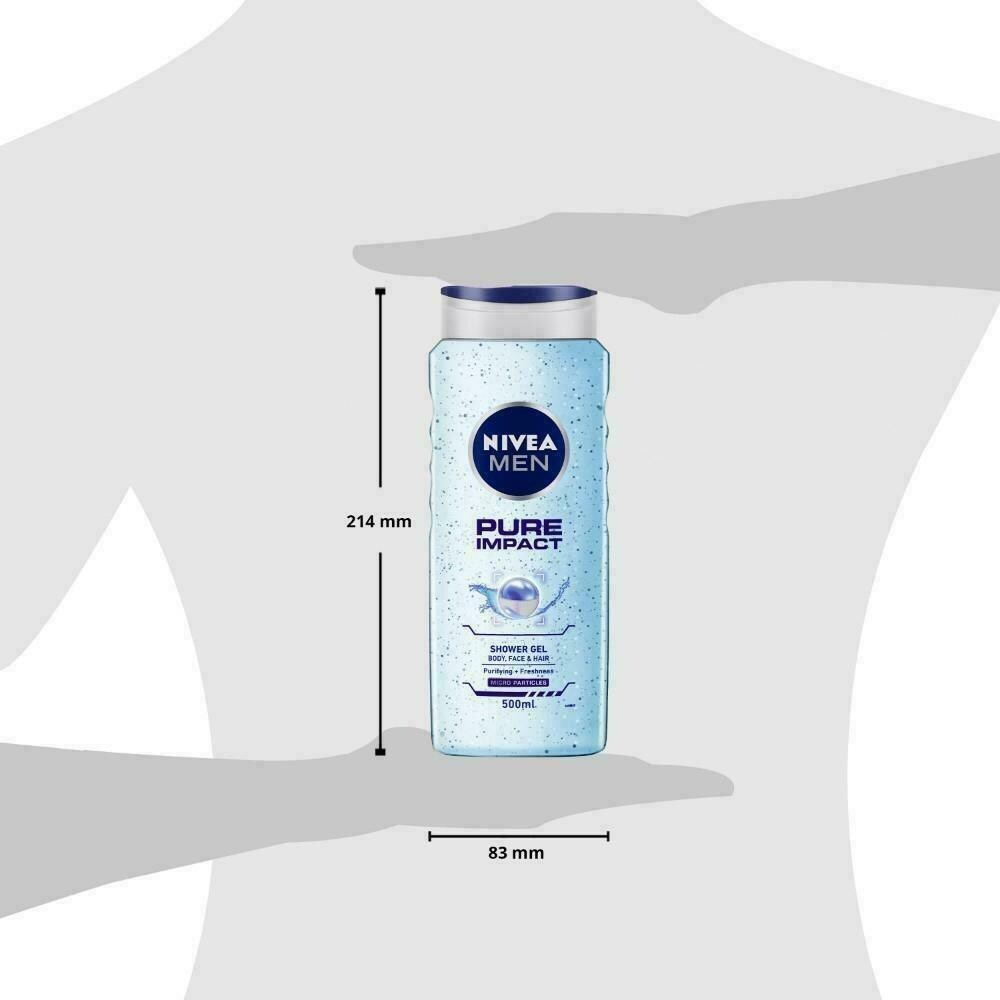 NIVEA
MEN
PURE
IMPACT
214 mm
SHOWER GEL
BODY, FACE & HAIR
Purifying + Freshness
MICRO PARTICLES
500ml
83 mm